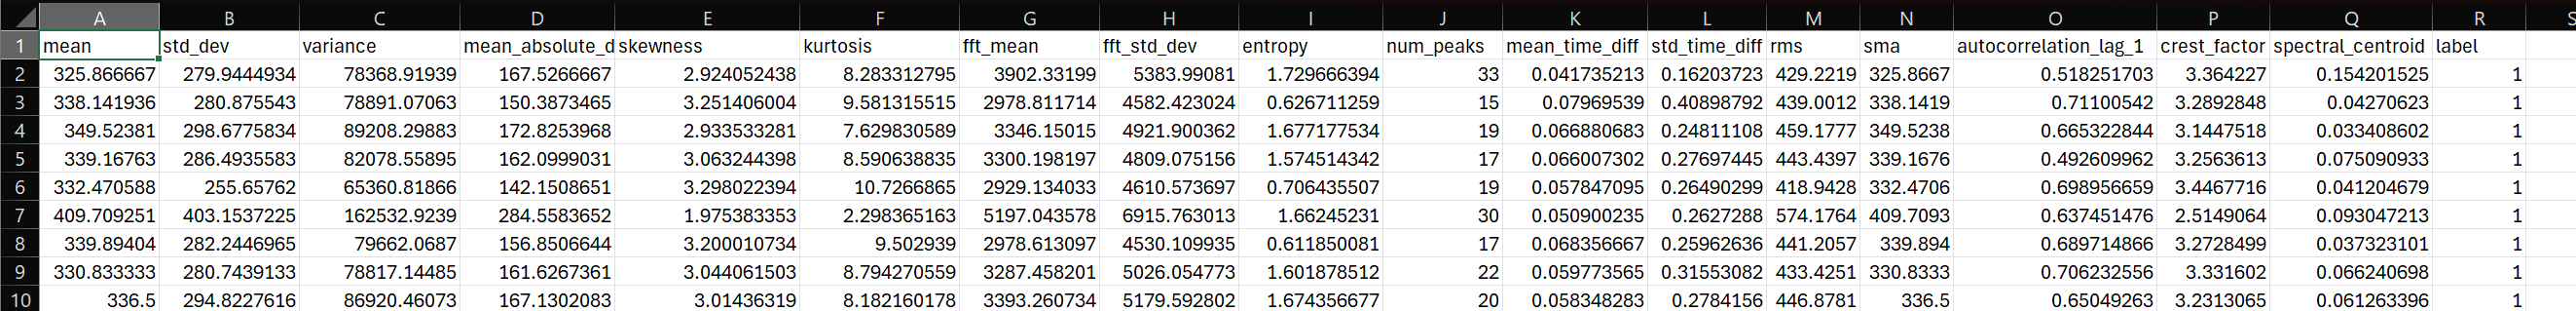 A B C D E F G H I J K L M N O P Q R S
1 mean std_dev variance mean_absolute_d skewness kurtosis fft_mean fft_std_dev entropy num_peaks mean_time_diff std_time_diff rms sma autocorrelation_lag_1 crest_factor spectral_centroid label
2 325.866667 279.9444934 78368.91939 167.5266667 2.924052438 8.283312795 3902.33199 5383.99081 1.729666394 33 0.041735213 0.16203723 429.2219 325.8667 0.518251703 3.364227 0.154201525 1
3 338.141936 280.875543 78891.07063 150.3873465 3.251406004 9.581315515 2978.811714 4582.423024 0.626711259 15 0.07969539 0.40898792 439.0012 338.1419 0.71100542 3.2892848 0.04270623 1
4 349.52381 298.6775834 89208.29883 172.8253968 2.933533281 7.629830589 3346.15015 4921.900362 1.677177534 19 0.066880683 0.24811108 459.1777 349.5238 0.665322844 3.1447518 0.033408602 1
5 339.16763 286.4935583 82078.55895 162.0999031 3.063244398 8.590638835 3300.198197 4809.075156 1.574514342 17 0.066007302 0.27697445 443.4397 339.1676 0.492609962 3.2563613 0.075090933 1
6 332.470588 255.65762 65360.81866 142.1508651 3.298022394 10.7266865 2929.134033 4610.573697 0.706435507 19 0.057847095 0.26490299 418.9428 332.4706 0.698956659 3.4467716 0.041204679 1
7 409.709251 403.1537225 162532.9239 284.5583652 1.975383353 2.298365163 5197.043578 6915.763013 1.66245231 30 0.050900235 0.2627288 574.1764 409.7093 0.637451476 2.5149064 0.093047213 1
8 339.89404 282.2446965 79662.0687 156.8506644 3.200010734 9.502939 2978.613097 4530.109935 0.611850081 17 0.068356667 0.25962636 441.2057 339.894 0.689714866 3.2728499 0.037323101 1
9 330.833333 280.7439133 78817.14485 161.6267361 3.044061503 8.794270559 3287.458201 5026.054773 1.601878512 22 0.059773565 0.31553082 433.4251 330.8333 0.706232556 3.331602 0.066240698 1
10 336.5 294.8227616 86920.46073 167.1302083 3.01436319 8.182160178 3393.260734 5179.592802 1.674356677 20 0.058348283 0.2784156 446.8781 336.5 0.65049263 3.2313065 0.061263396 1